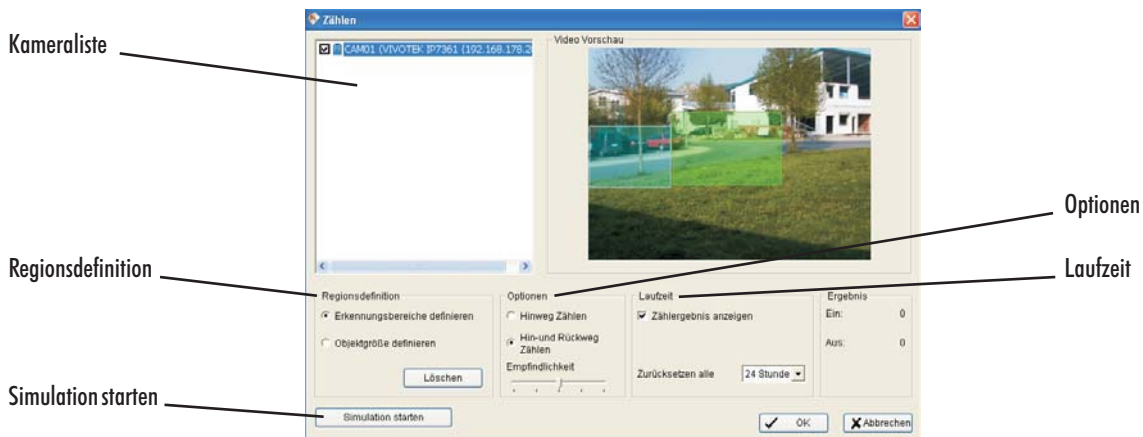 Zählen
Kameraliste
CAM01 (VIVOTEK IP7361 (192.168.178.2
Video Vorschau
Optionen
Laufzeit
Regionsdefinition
Regionsdefinition
Erkennungsbereiche definieren
Objektgröße definieren
Löschen
Optionen
Hinweg Zählen
Hin-und Rückweg
Zählen
Empfindlichkeit
Laufzeit
Zählergebnis anzeigen
Zurücksetzen alle
24 Stunde
Ergebnis
Ein: 0
Aus: 0
Simulation starten
Simulation starten
OK
Abbrechen